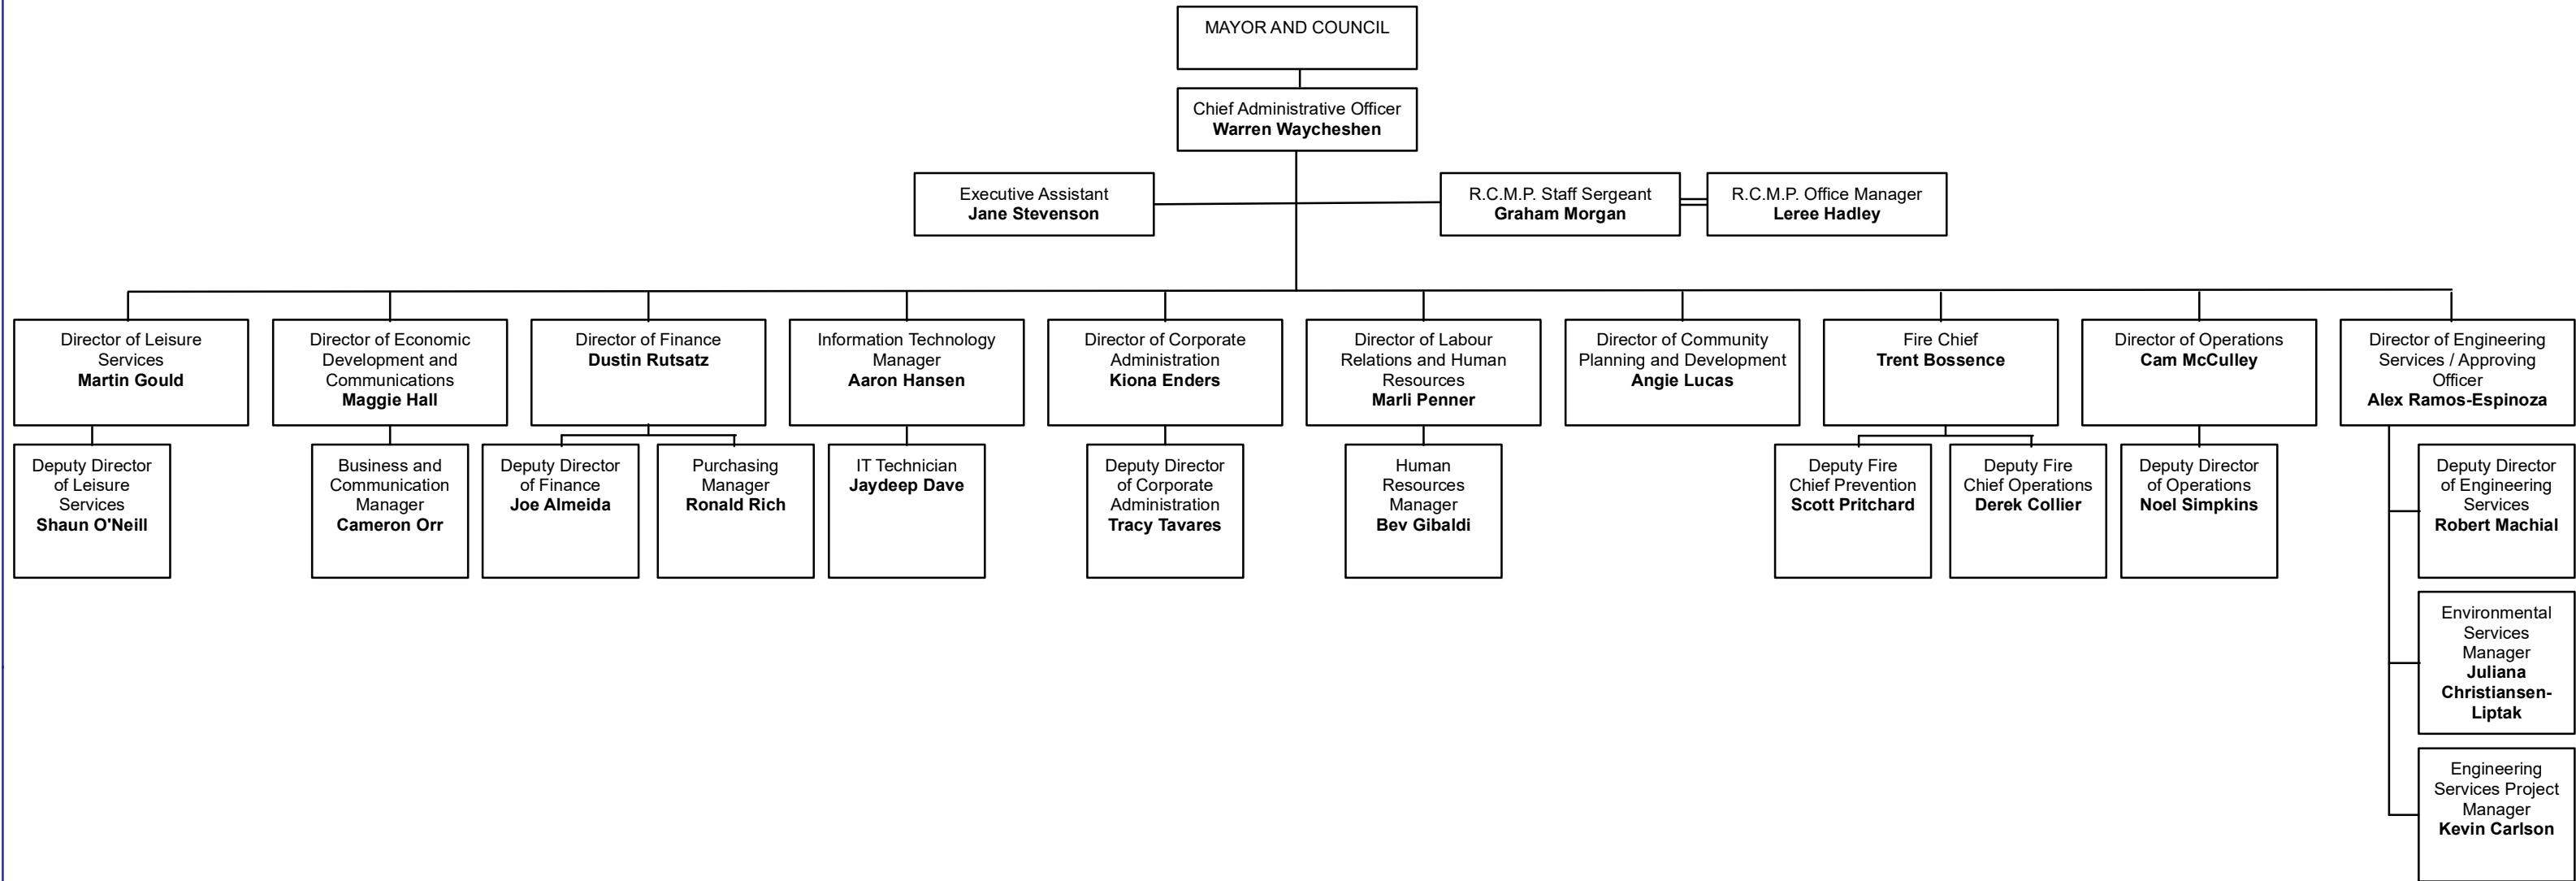 MAYOR AND COUNCIL
Chief Administrative Officer
Warren Waycheshen
Executive Assistant
Jane Stevenson
R.C.M.P. Staff Sergeant
Graham Morgan
R.C.M.P. Office Manager
Leree Hadley
Director of Leisure
Services
Martin Gould
Director of Economic
Development and
Communications
Maggie Hall
Director of Finance
Dustin Rutsatz
Information Technology
Manager
Aaron Hansen
Director of Corporate
Administration
Kiona Enders
Director of Labour
Relations and Human
Resources
Marli Penner
Director of Community
Planning and Development
Angie Lucas
Fire Chief
Trent Bossence
Director of Operations
Cam McCulley
Director of Engineering
Services / Approving
Officer
Alex Ramos-Espinoza
Deputy Director
of Leisure
Services
Shaun O'Neill
Business and
Communication
Manager
Cameron Orr
Deputy Director
of Finance
Joe Almeida
Purchasing
Manager
Ronald Rich
IT Technician
Jaydeep Dave
Deputy Director
of Corporate
Administration
Tracy Tavares
Human
Resources
Manager
Bev Gibaldi
Deputy Fire
Chief Prevention
Scott Pritchard
Deputy Fire
Chief Operations
Derek Collier
Deputy Director
of Operations
Noel Simpkins
Deputy Director
of Engineering
Services
Robert Machial
Environmental
Services
Manager
Juliana
Christiansen-
Liptak
Engineering
Services Project
Manager
Kevin Carlson